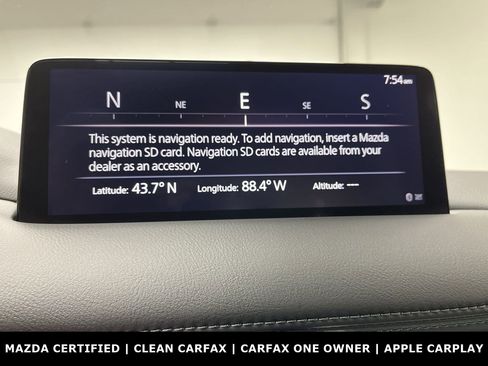 7:54am
N NE E SE S
This system is navigation ready. To add navigation, insert a Mazda
navigation SD card. Navigation SD cards are available from your
dealer as an accessory.
Latitude: 43.7° N Longitude: 88.4° W Altitude: ---
MAZDA CERTIFIED | CLEAN CARFAX | CARFAX ONE OWNER | APPLE CARPLAY